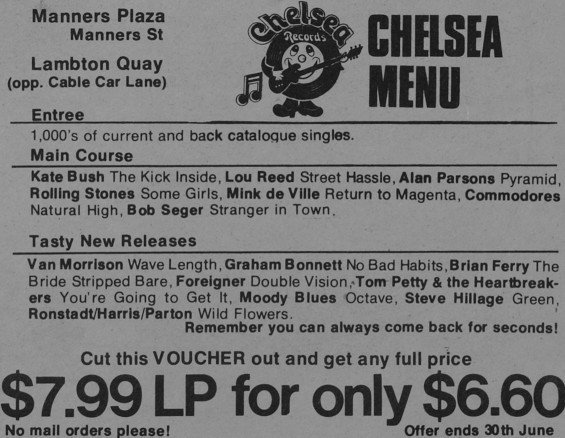 Manners Plaza
Manners St
Lambton Quay
(opp. Cable Car Lane)
Chelsea
Records
CHELSEA
MENU
Entree
1,000's of current and back catalogue singles.
Main Course
Kate Bush The Kick Inside, Lou Reed Street Hassle, Alan Parsons Pyramid,
Rolling Stones Some Girls, Mink de Ville Return to Magenta, Commodores
Natural High, Bob Seger Stranger in Town.
Tasty New Releases
Van Morrison Wave Length, Graham Bonnett No Bad Habits, Brian Ferry The
Bride Stripped Bare, Foreigner Double Vision, Tom Petty & the Heartbreak-
ers You're Going to Get It, Moody Blues Octave, Steve Hillage Green,
Ronstadt/Harris/Parton Wild Flowers.
Remember you can always come back for seconds!
Cut this VOUCHER out and get any full price
$7.99 LP for only $6.60
No mail orders please!
Offer ends 30th June